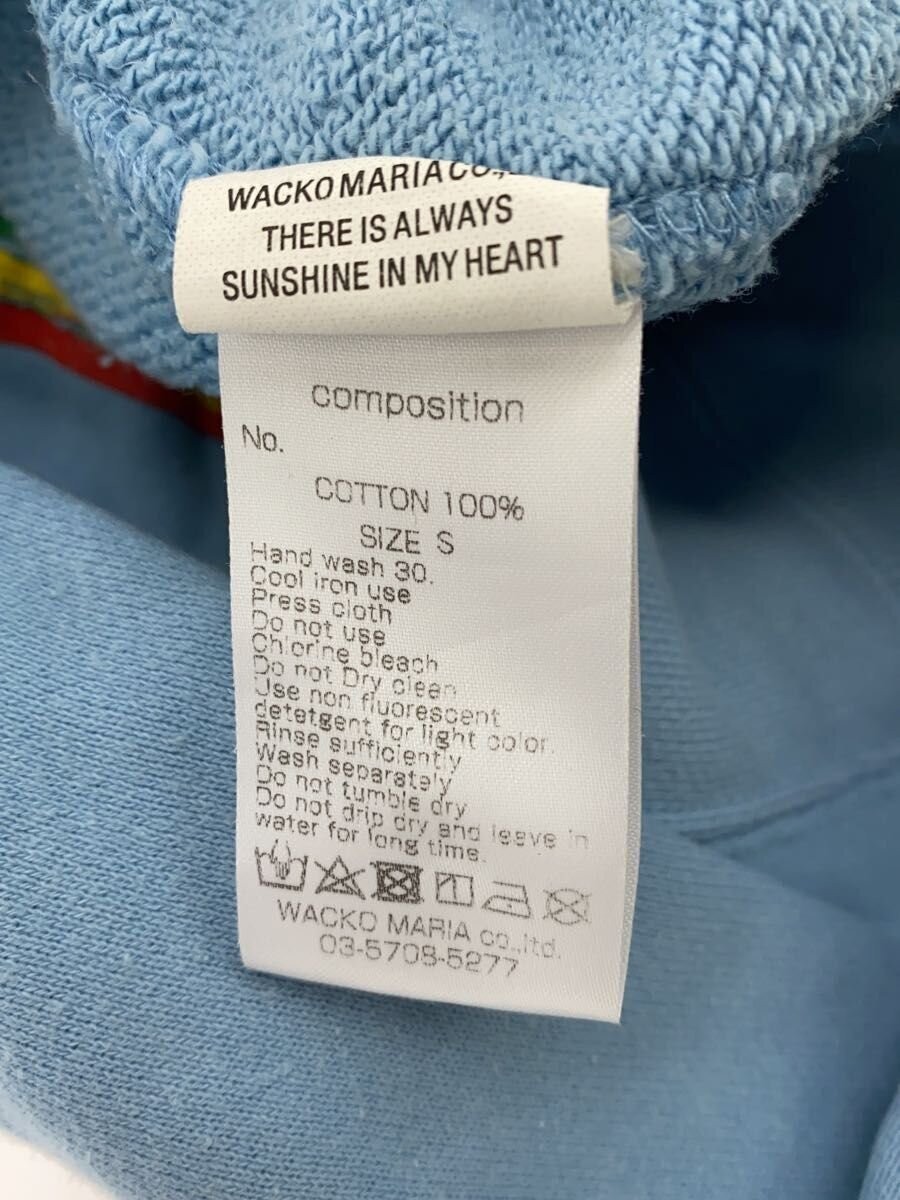 WACKO MARIA CO.,
THERE IS ALWAYS
SUNSHINE IN MY HEART
composition
No.
COTTON 100%
SIZE S
Hand wash 30.
Cool iron use
Press cloth
Do not use
Chlorine bleach
Do not Dry clean
Use non fluorescent
detetgent for light color.
Rinse sufficiently
Wash separately
Do not tumble dry
Do not drip dry and leeve in
water for long time.
WACKO MARIA co.,ltd.
03-5708-5277